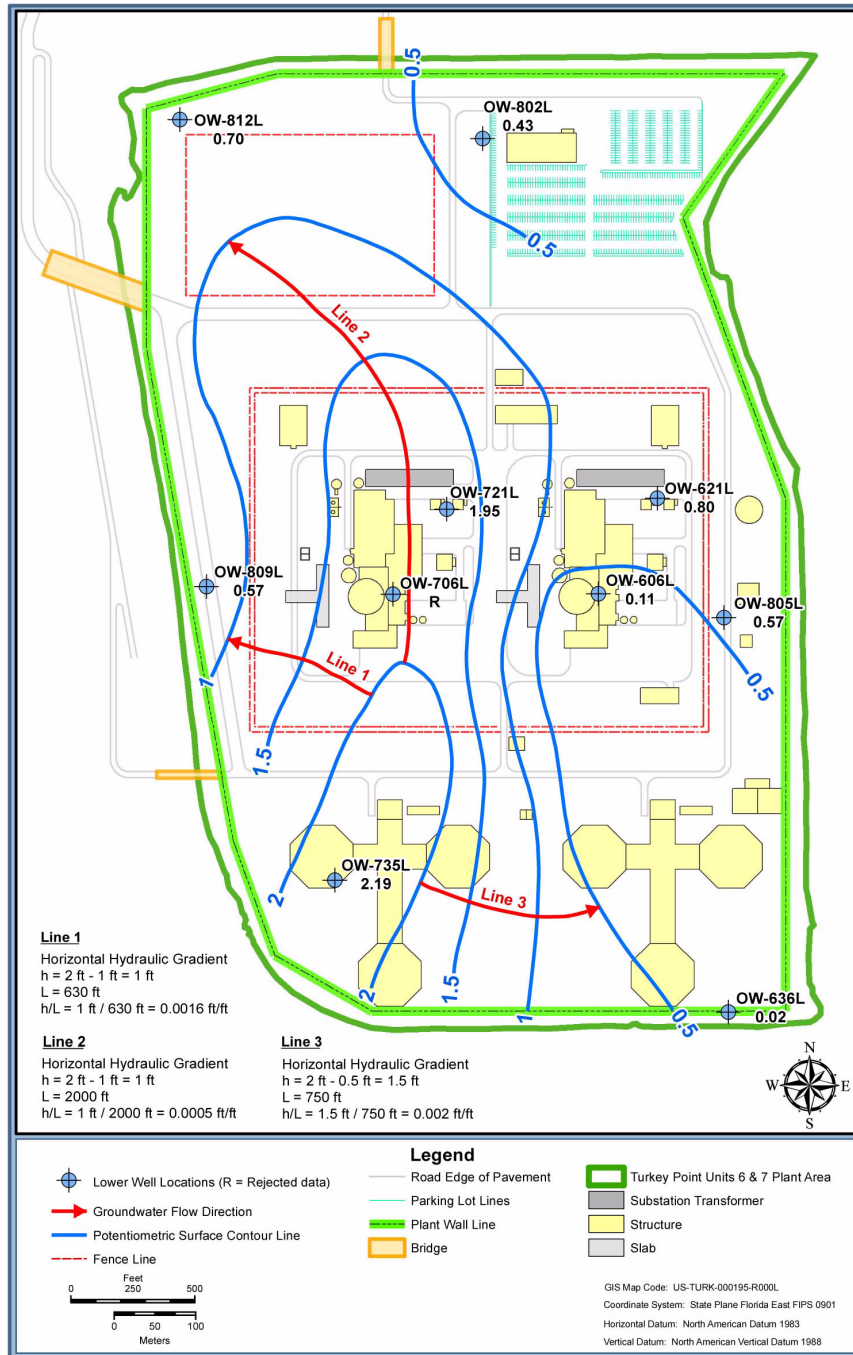 0.5
OW-812L
0.70
OW-802L
0.43
0.5
Line 2
OW-721L
1.95
OW-621L
0.80
OW-809L
0.57
OW-706L
R
OW-606L
0.11
OW-805L
0.57
1
Line 1
0.5
1.5
OW-735L
2.19
2
Line 3
2
1.5
1
0.5
OW-636L
0.02
Line 1
Horizontal Hydraulic Gradient
h = 2 ft - 1 ft = 1 ft
L = 630 ft
h/L = 1 ft / 630 ft = 0.0016 ft/ft
Line 2
Horizontal Hydraulic Gradient
h = 2 ft - 1 ft = 1 ft
L = 2000 ft
h/L = 1 ft / 2000 ft = 0.0005 ft/ft
Line 3
Horizontal Hydraulic Gradient
h = 2 ft - 0.5 ft = 1.5 ft
L = 750 ft
h/L = 1.5 ft / 750 ft = 0.002 ft/ft
N
W E
S
Legend
Lower Well Locations (R = Rejected data)
Groundwater Flow Direction
Potentiometric Surface Contour Line
Fence Line
Road Edge of Pavement
Parking Lot Lines
Plant Wall Line
Bridge
Turkey Point Units 6 & 7 Plant Area
Substation Transformer
Structure
Slab
Feet
0 250 500
0 50 100
Meters
GIS Map Code: US-TURK-000195-R000L
Coordinate System: State Plane Florida East FIPS 0901
Horizontal Datum: North American Datum 1983
Vertical Datum: North American Vertical Datum 1988